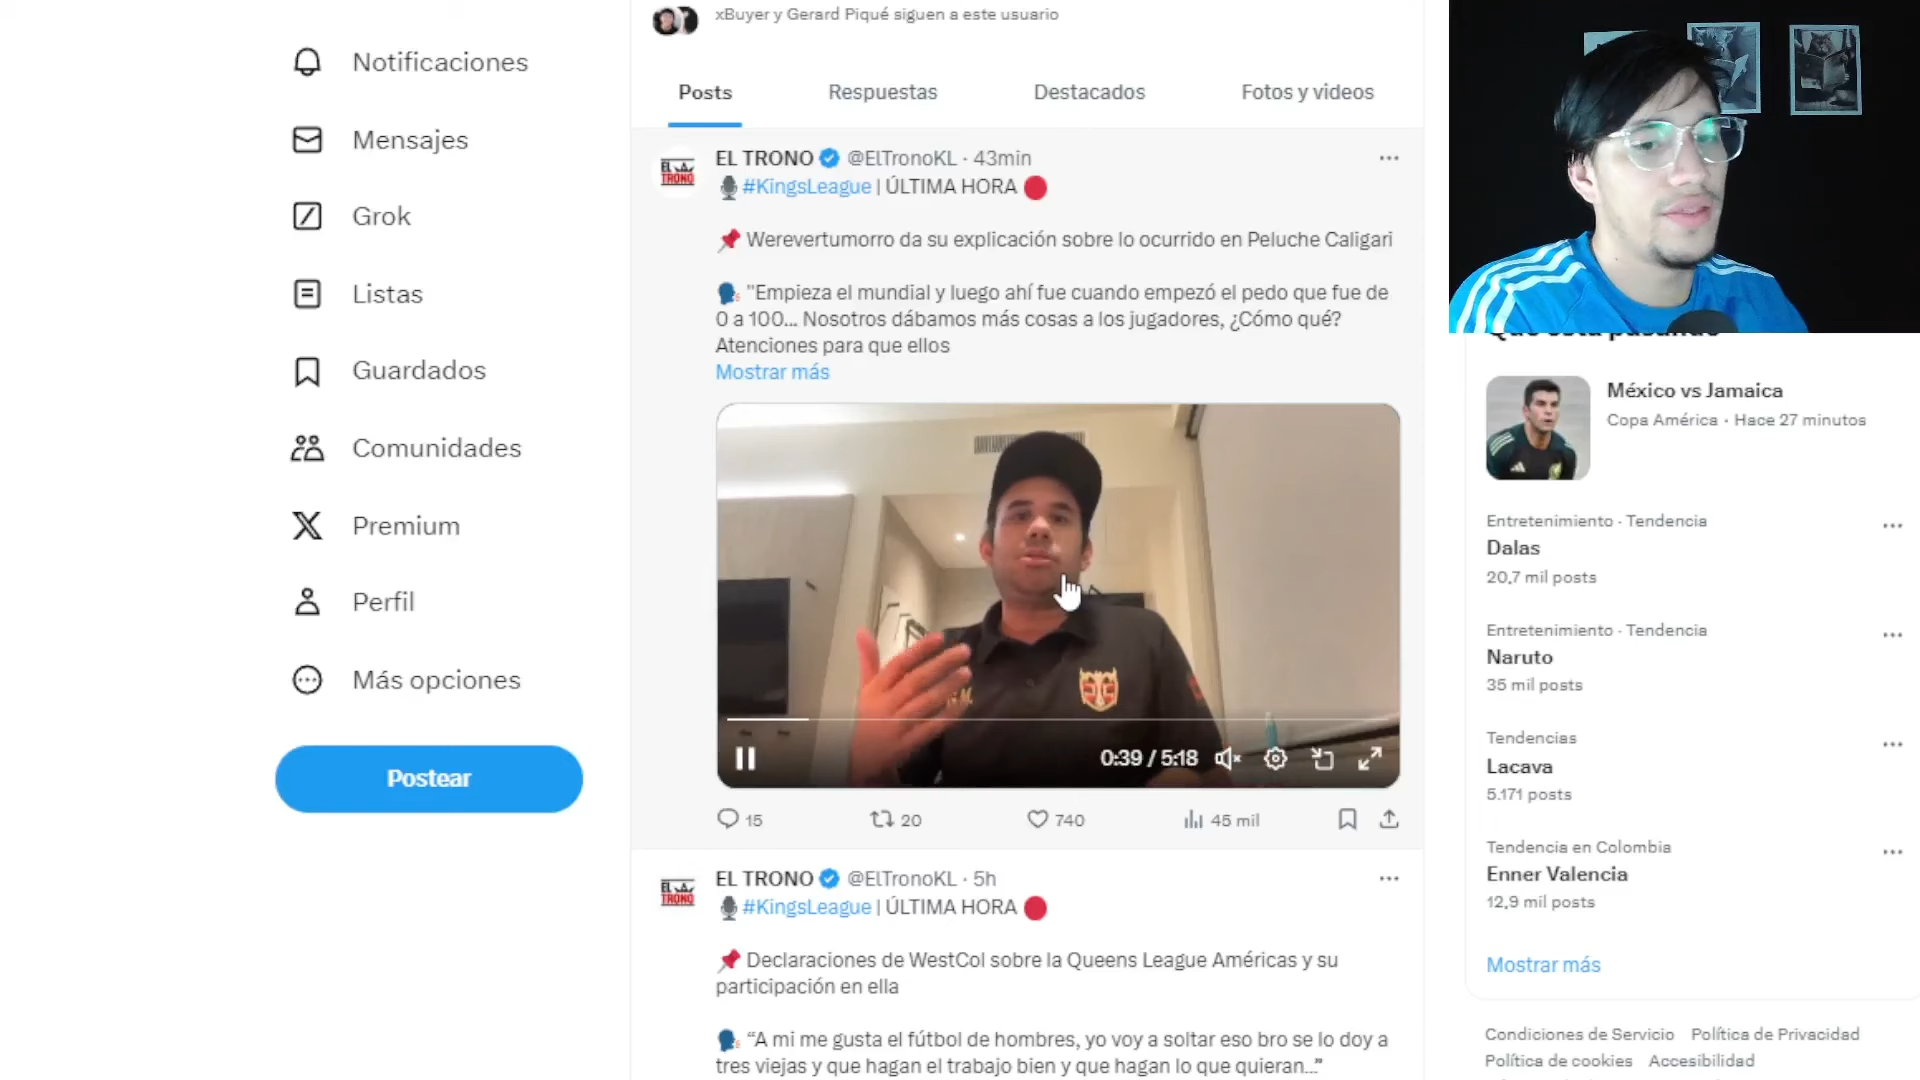 xBuyer y Gerard Piqué siguen a este usuario
Notificaciones
Mensajes
Grok
Listas
Guardados
Comunidades
Premium
Perfil
Más opciones
Postear
Posts
Respuestas
Destacados
Fotos y videos
EL TRONO @ElTronoKL · 43min
#KingsLeague | ÚLTIMA HORA
Werevertumorro da su explicación sobre lo ocurrido en Peluche Caligari
"Empieza el mundial y luego ahí fue cuando empezó el pedo que fue de
0 a 100... Nosotros dábamos más cosas a los jugadores, ¿Cómo qué?
Atenciones para que ellos
Mostrar más
0:39 / 5:18
15
20
740
45 mil
EL TRONO
EL TRONO @ElTronoKL · 5h
#KingsLeague | ÚLTIMA HORA
Declaraciones de WestCol sobre la Queens League Américas y su
participación en ella
"A mi me gusta el fútbol de hombres, yo voy a soltar eso bro se lo doy a
tres viejas y que hagan el trabajo bien y que hagan lo que quieran..."
EL TRONO
Qué está pasando
México vs Jamaica
Copa América · Hace 27 minutos
Entretenimiento · Tendencia
Dalas
20,7 mil posts
Entretenimiento · Tendencia
Naruto
35 mil posts
Tendencias
Lacava
5.171 posts
Tendencia en Colombia
Enner Valencia
12,9 mil posts
Mostrar más
Condiciones de Servicio Política de Privacidad
Política de cookies Accesibilidad